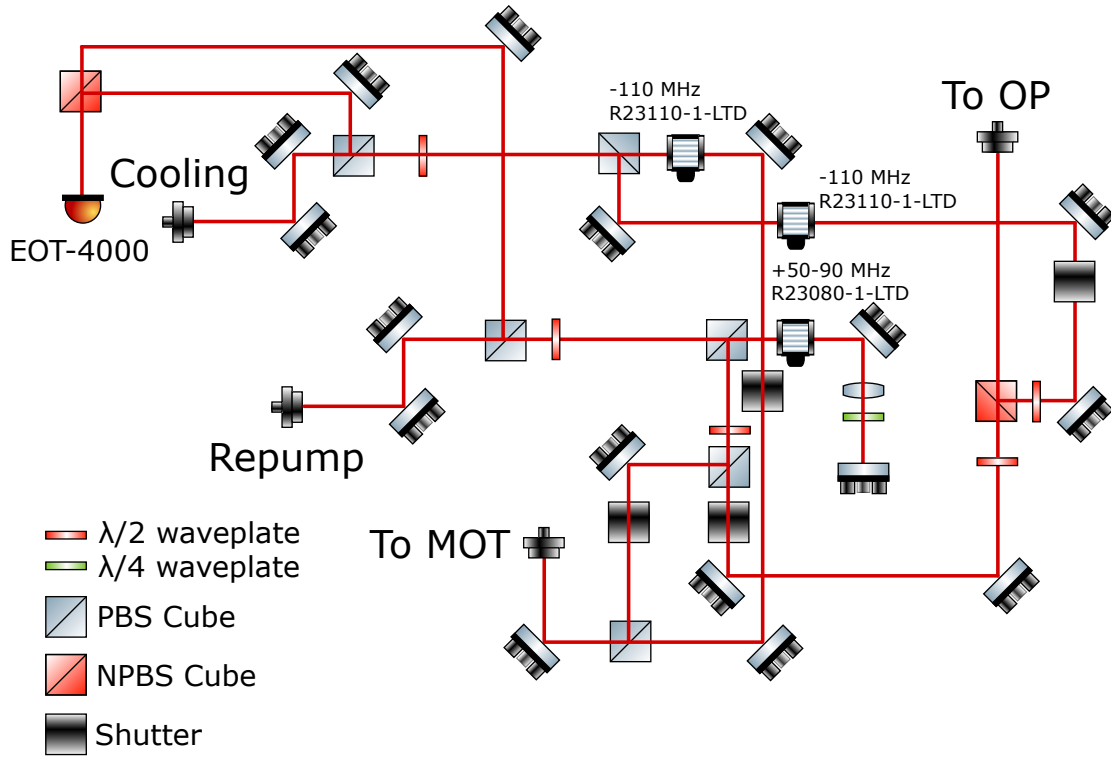 -110 MHz
R23110-1-LTD
To OP
Cooling
-110 MHz
R23110-1-LTD
EOT-4000
+50-90 MHz
R23080-1-LTD
Repump
To MOT
λ/2 waveplate
λ/4 waveplate
PBS Cube
NPBS Cube
Shutter